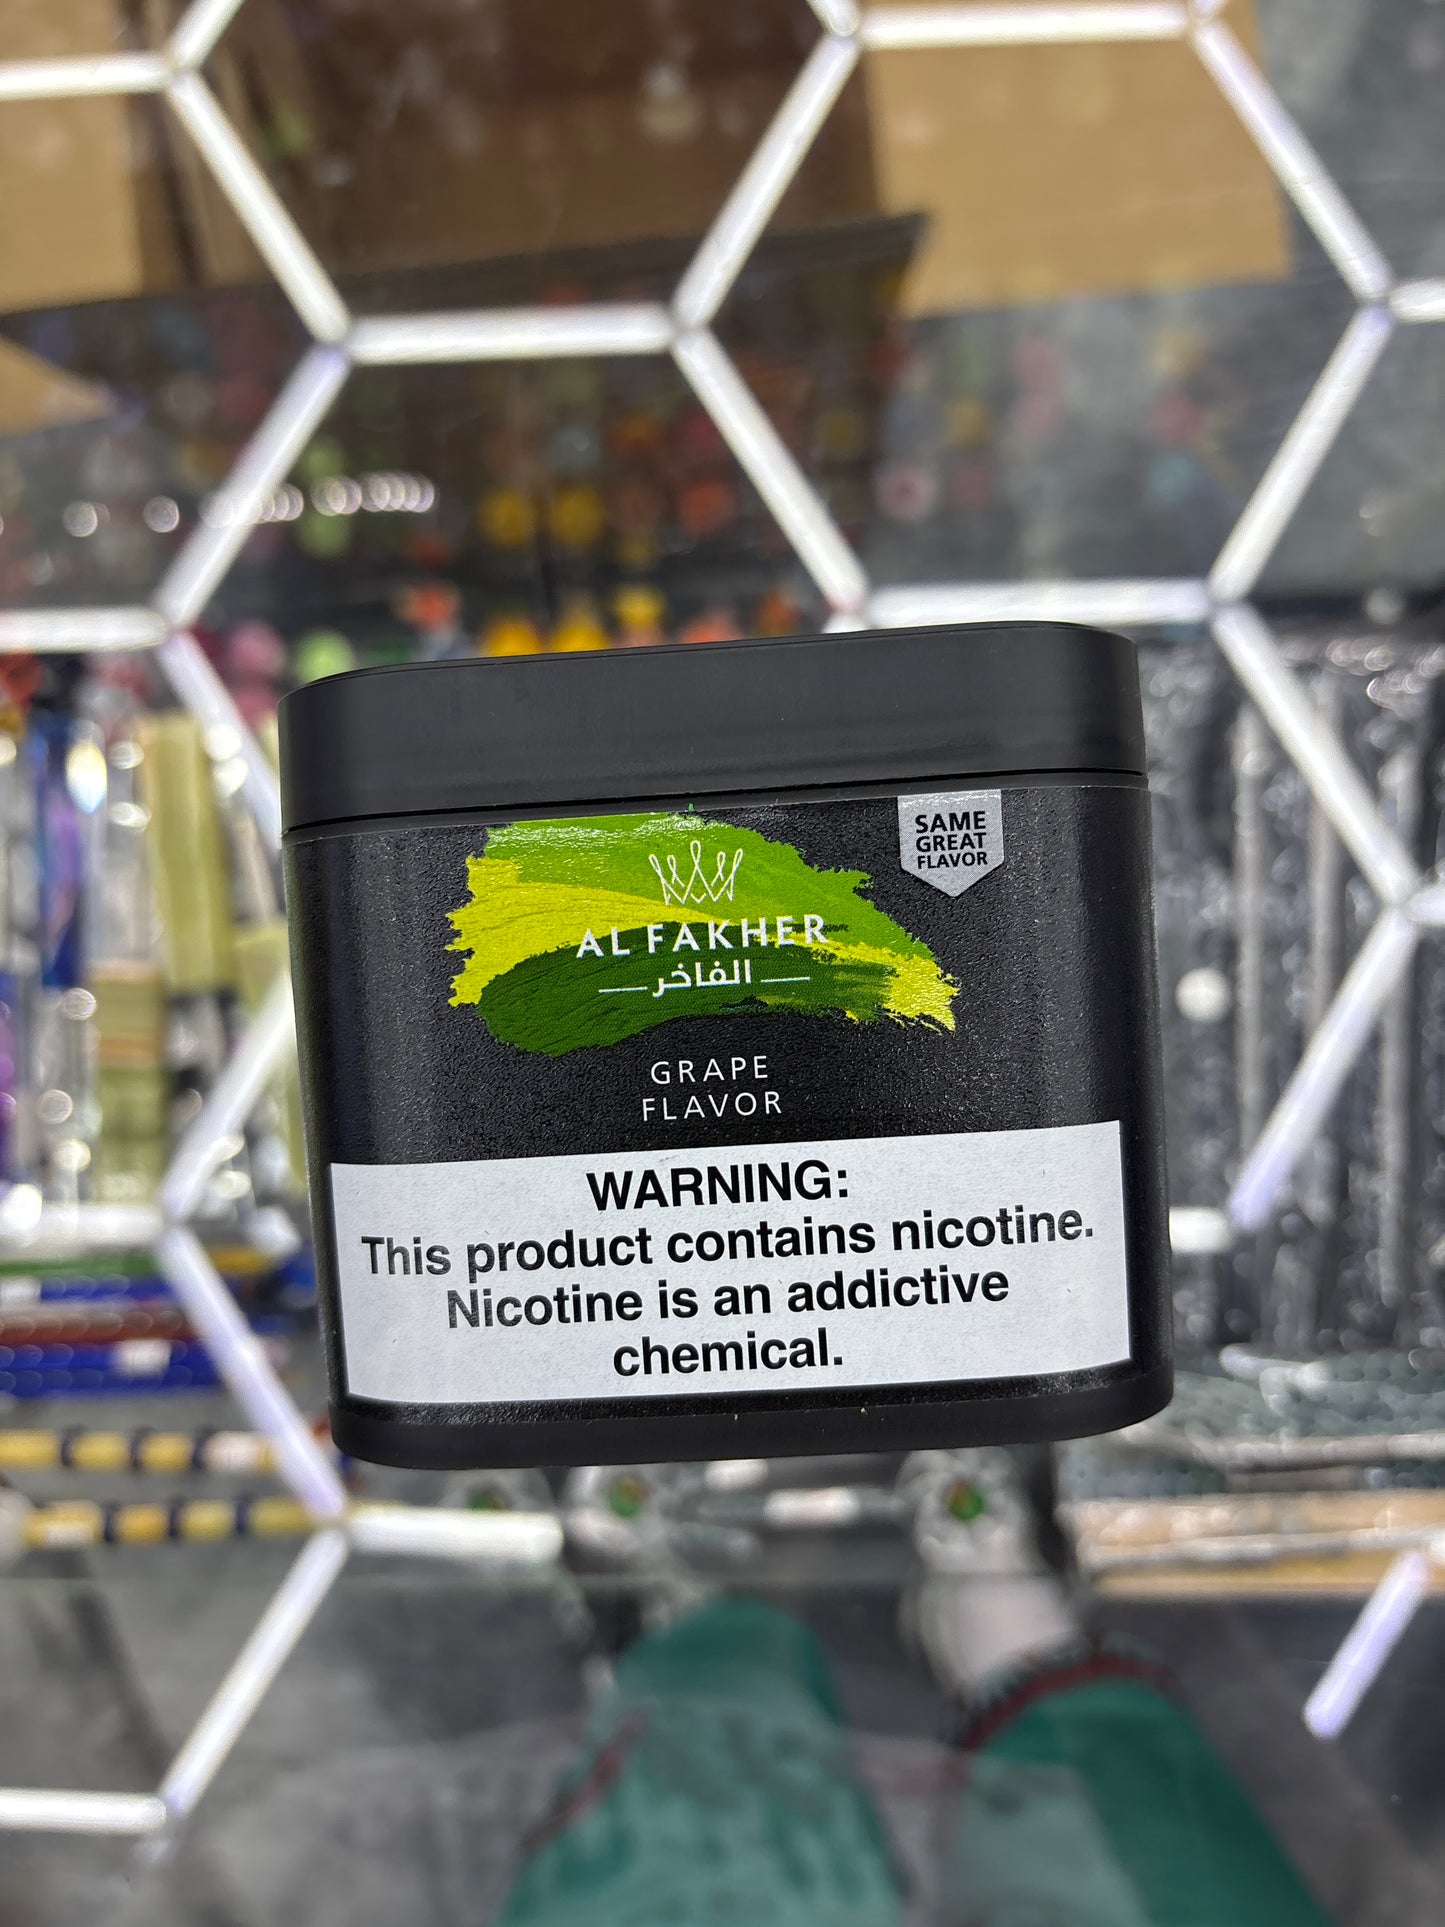 SAME
GREAT
FLAVOR
AL FAKHER
الفاخر
GRAPE
FLAVOR
WARNING:
This product contains nicotine.
Nicotine is an addictive
chemical.